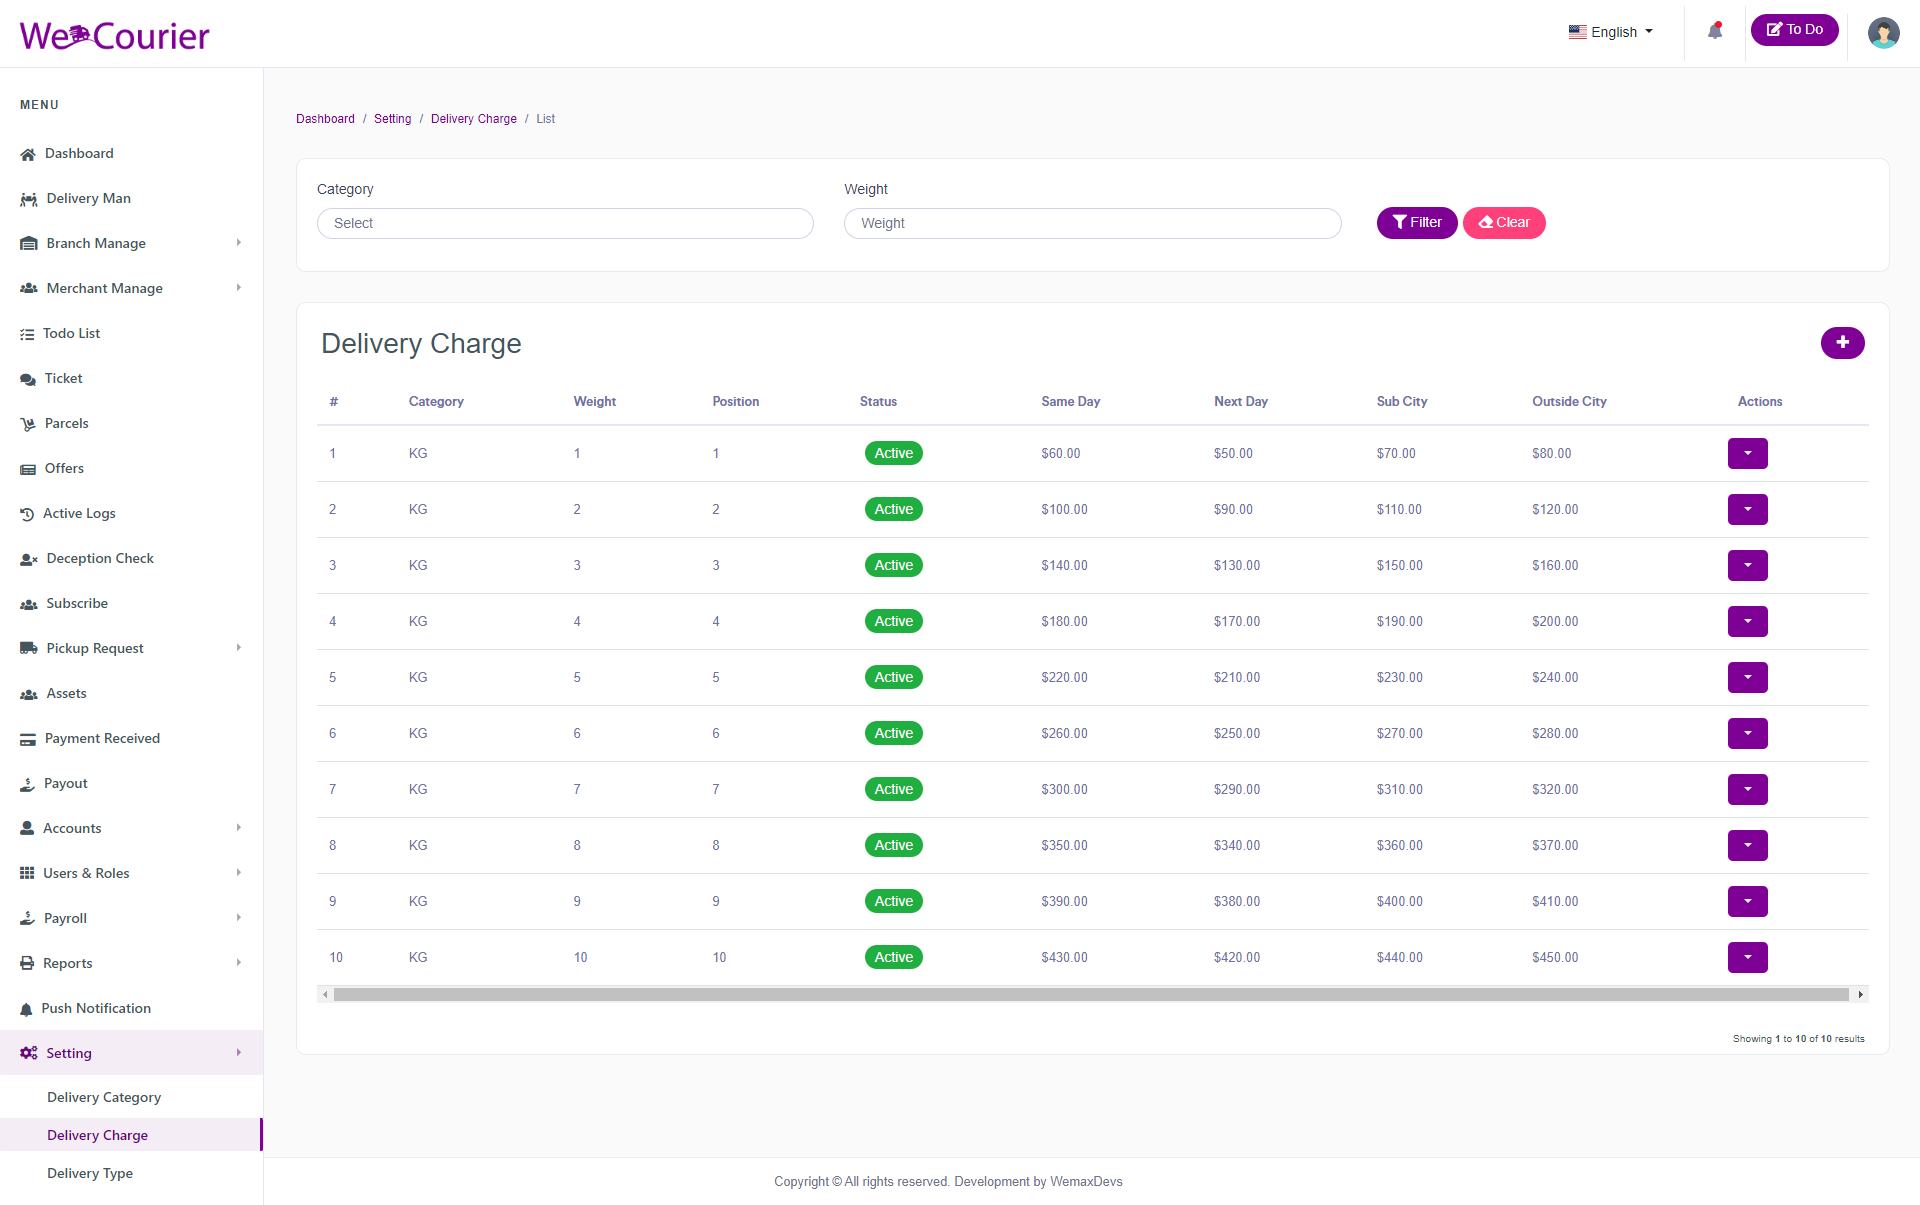 We Courier
English
To Do
MENU
Dashboard
Delivery Man
Branch Manage
Merchant Manage
Todo List
Ticket
Parcels
Offers
Active Logs
Deception Check
Subscribe
Pickup Request
Assets
Payment Received
Payout
Accounts
Users & Roles
Payroll
Reports
Push Notification
Setting
Delivery Category
Delivery Charge
Delivery Type
Dashboard / Setting / Delivery Charge / List
Category Weight
Select Weight Filter Clear
Delivery Charge
# Category Weight Position Status Same Day Next Day Sub City Outside City Actions
1 KG 1 1 Active $60.00 $50.00 $70.00 $80.00
2 KG 2 2 Active $100.00 $90.00 $110.00 $120.00
3 KG 3 3 Active $140.00 $130.00 $150.00 $160.00
4 KG 4 4 Active $180.00 $170.00 $190.00 $200.00
5 KG 5 5 Active $220.00 $210.00 $230.00 $240.00
6 KG 6 6 Active $260.00 $250.00 $270.00 $280.00
7 KG 7 7 Active $300.00 $290.00 $310.00 $320.00
8 KG 8 8 Active $350.00 $340.00 $360.00 $370.00
9 KG 9 9 Active $390.00 $380.00 $400.00 $410.00
10 KG 10 10 Active $430.00 $420.00 $440.00 $450.00
Showing 1 to 10 of 10 results
Copyright © All rights reserved. Development by WemaxDevs